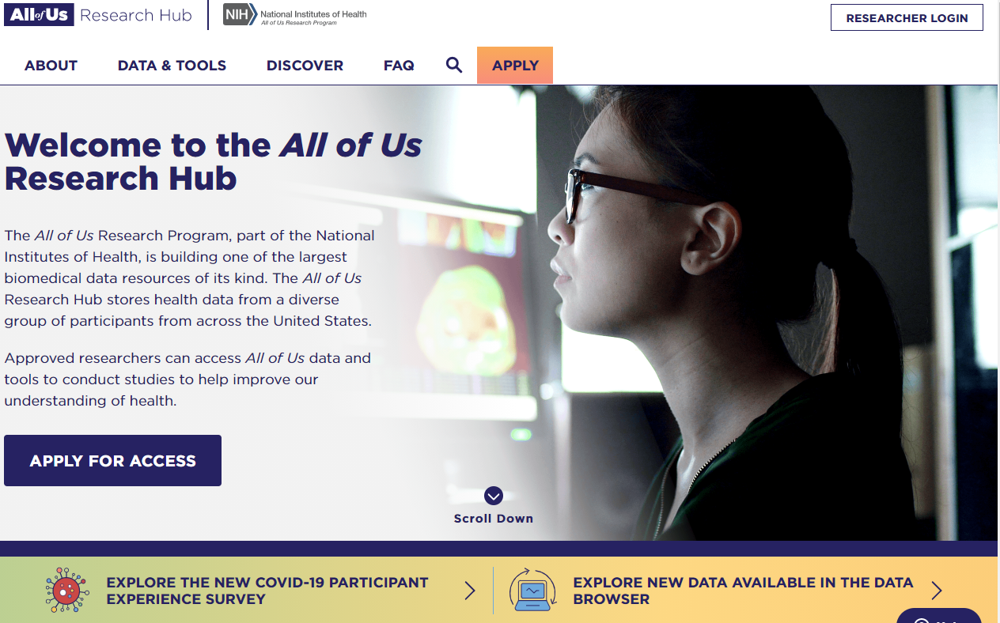 All of Us Research Hub
NIH National Institutes of Health
All of Us Research Program
RESEARCHER LOGIN
ABOUT
DATA & TOOLS
DISCOVER
FAQ
APPLY
Welcome to the All of Us
Research Hub
The All of Us Research Program, part of the National
Institutes of Health, is building one of the largest
biomedical data resources of its kind. The All of Us
Research Hub stores health data from a diverse
group of participants from across the United States.
Approved researchers can access All of Us data and
tools to conduct studies to help improve our
understanding of health.
APPLY FOR ACCESS
Scroll Down
EXPLORE THE NEW COVID-19 PARTICIPANT
EXPERIENCE SURVEY
EXPLORE NEW DATA AVAILABLE IN THE DATA
BROWSER